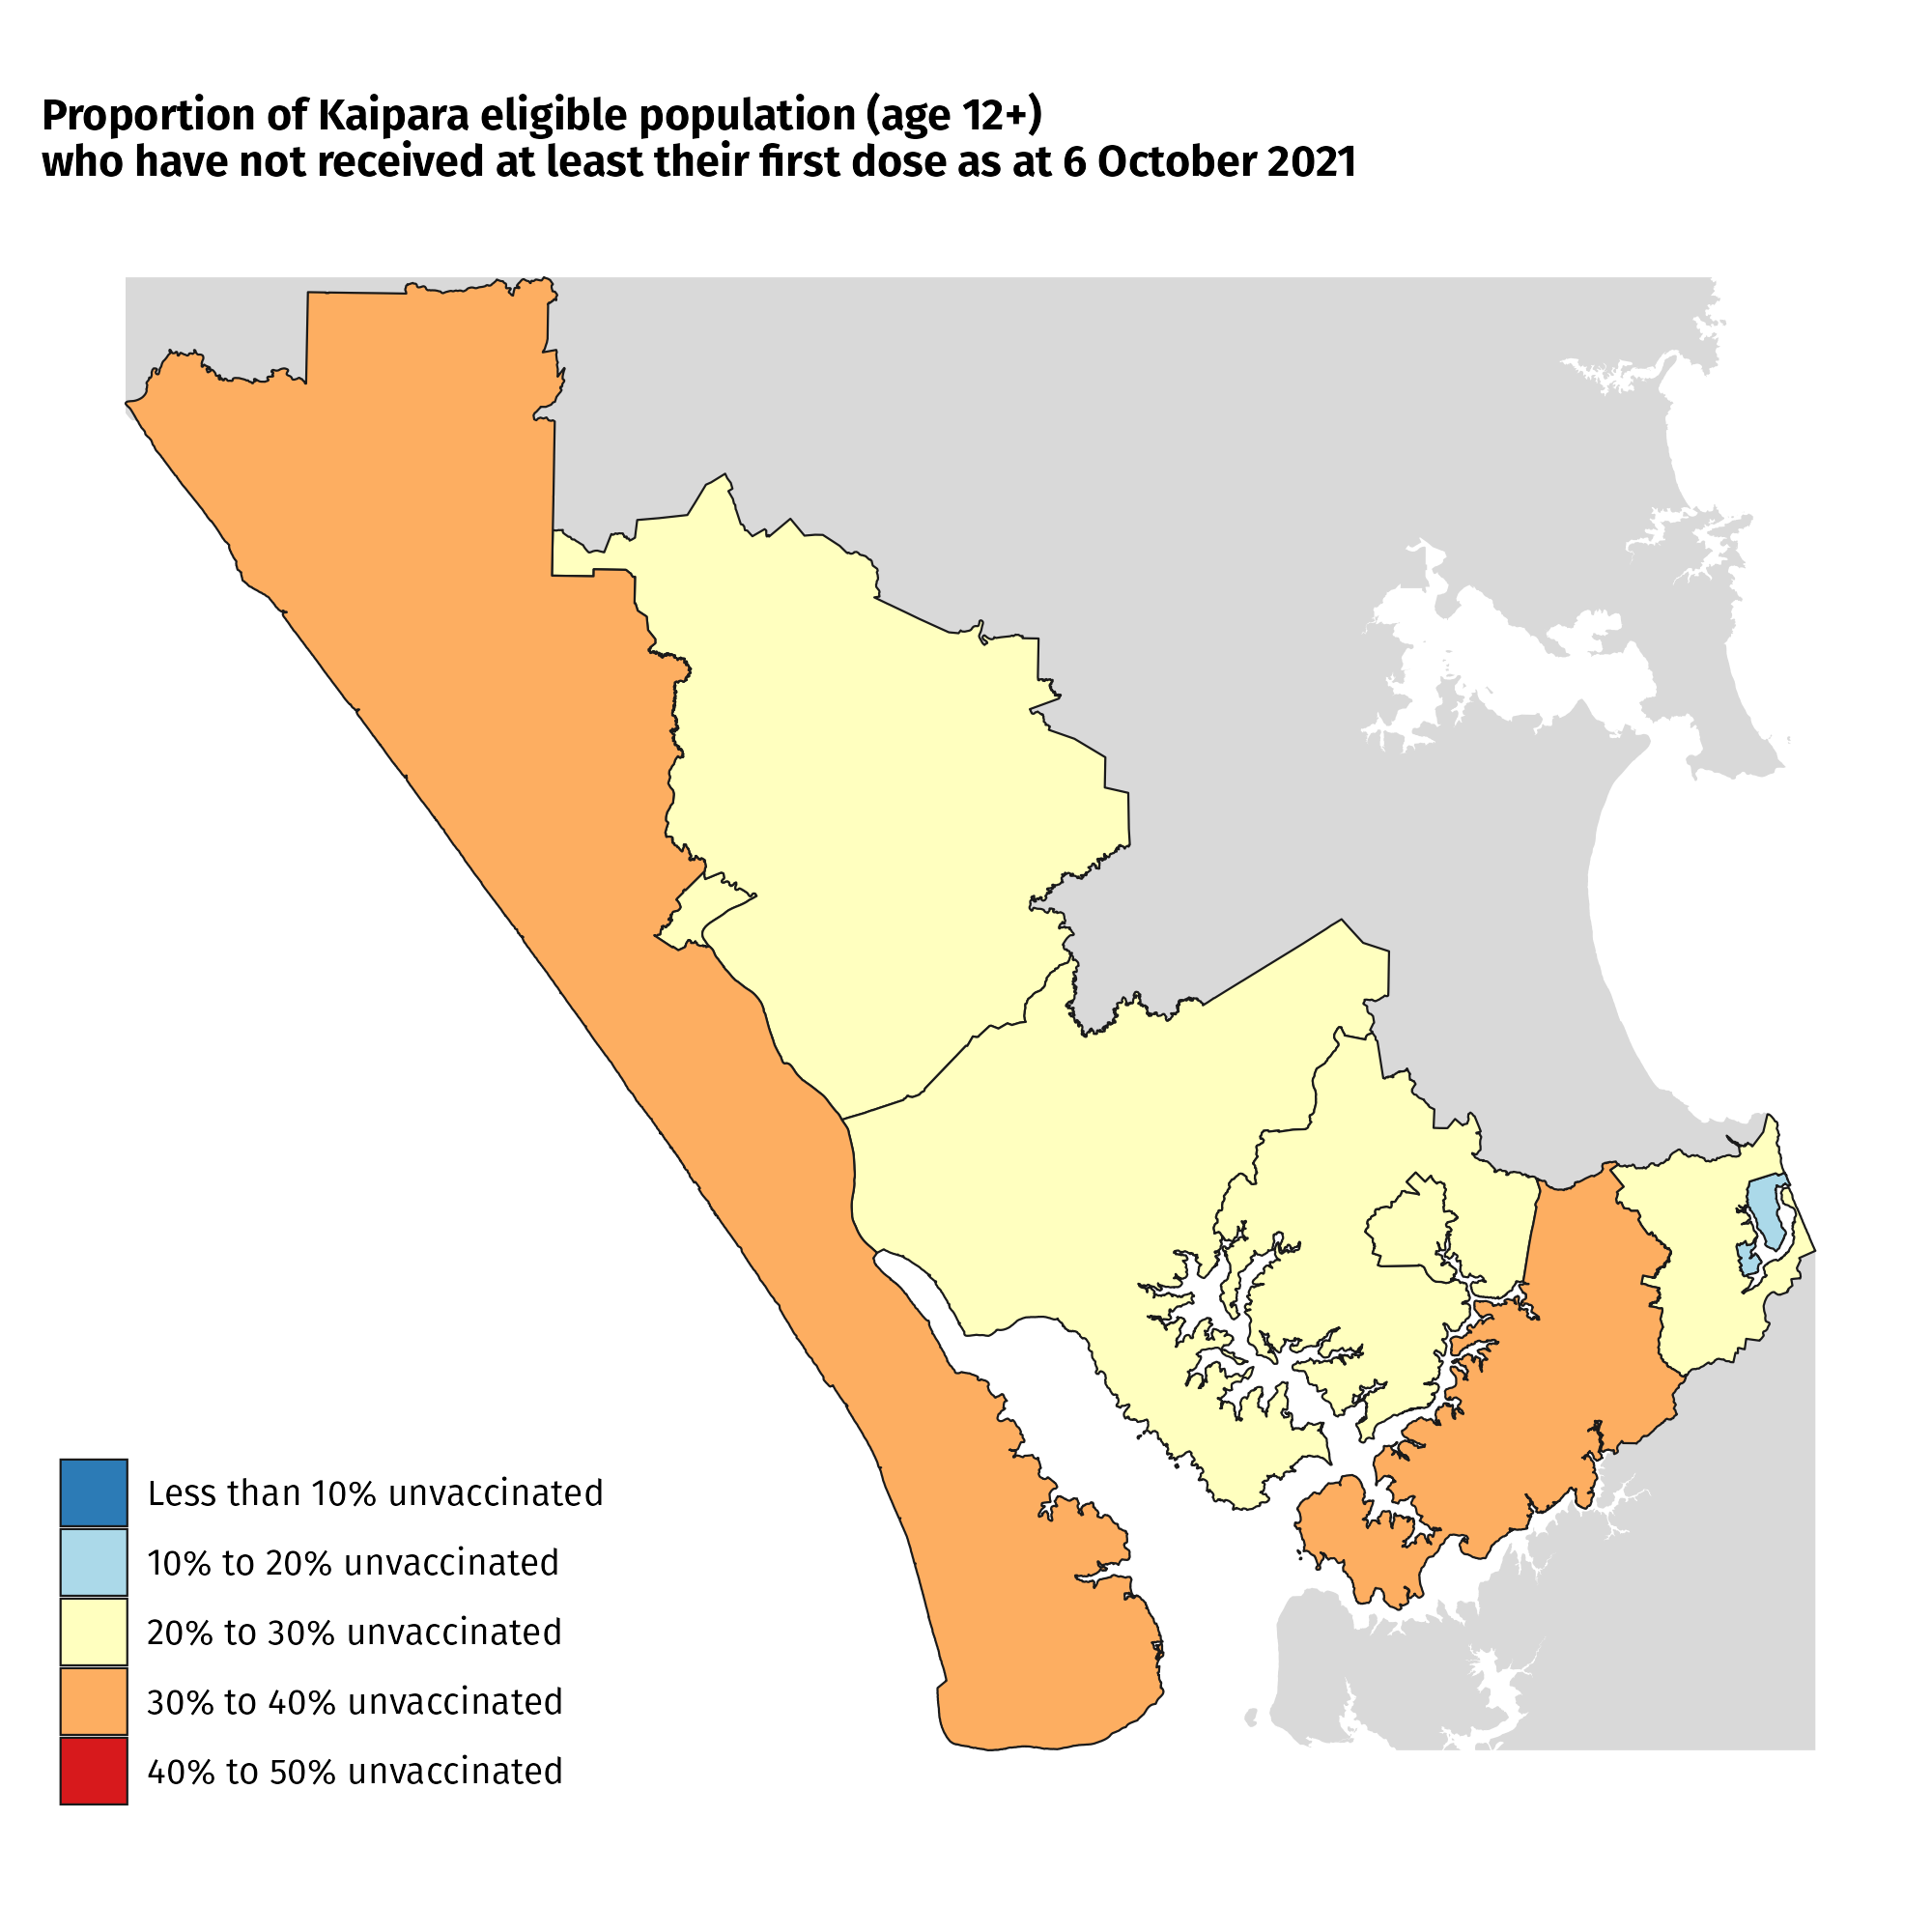 Proportion of Kaipara eligible population (age 12+)
who have not received at least their first dose as at 6 October 2021
Less than 10% unvaccinated
10% to 20% unvaccinated
20% to 30% unvaccinated
30% to 40% unvaccinated
40% to 50% unvaccinated